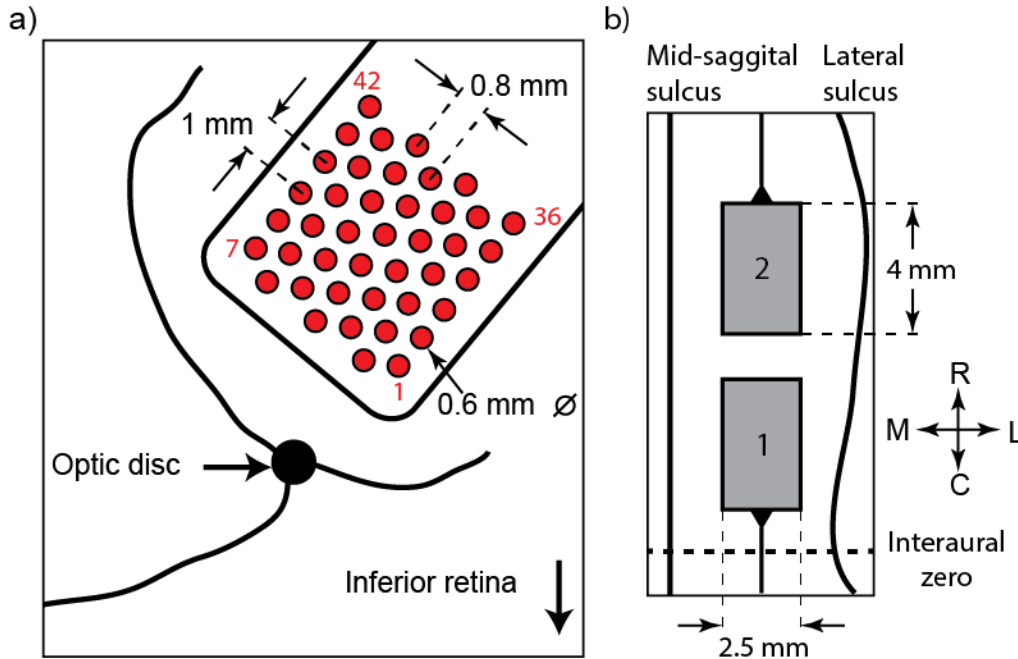 a)
42
0.8 mm
1 mm
36
7
1
0.6 mm ⌀
Optic disc
Inferior retina
b)
Mid-saggital
sulcus
Lateral
sulcus
2
4 mm
1
R
M
L
C
Interaural
zero
2.5 mm